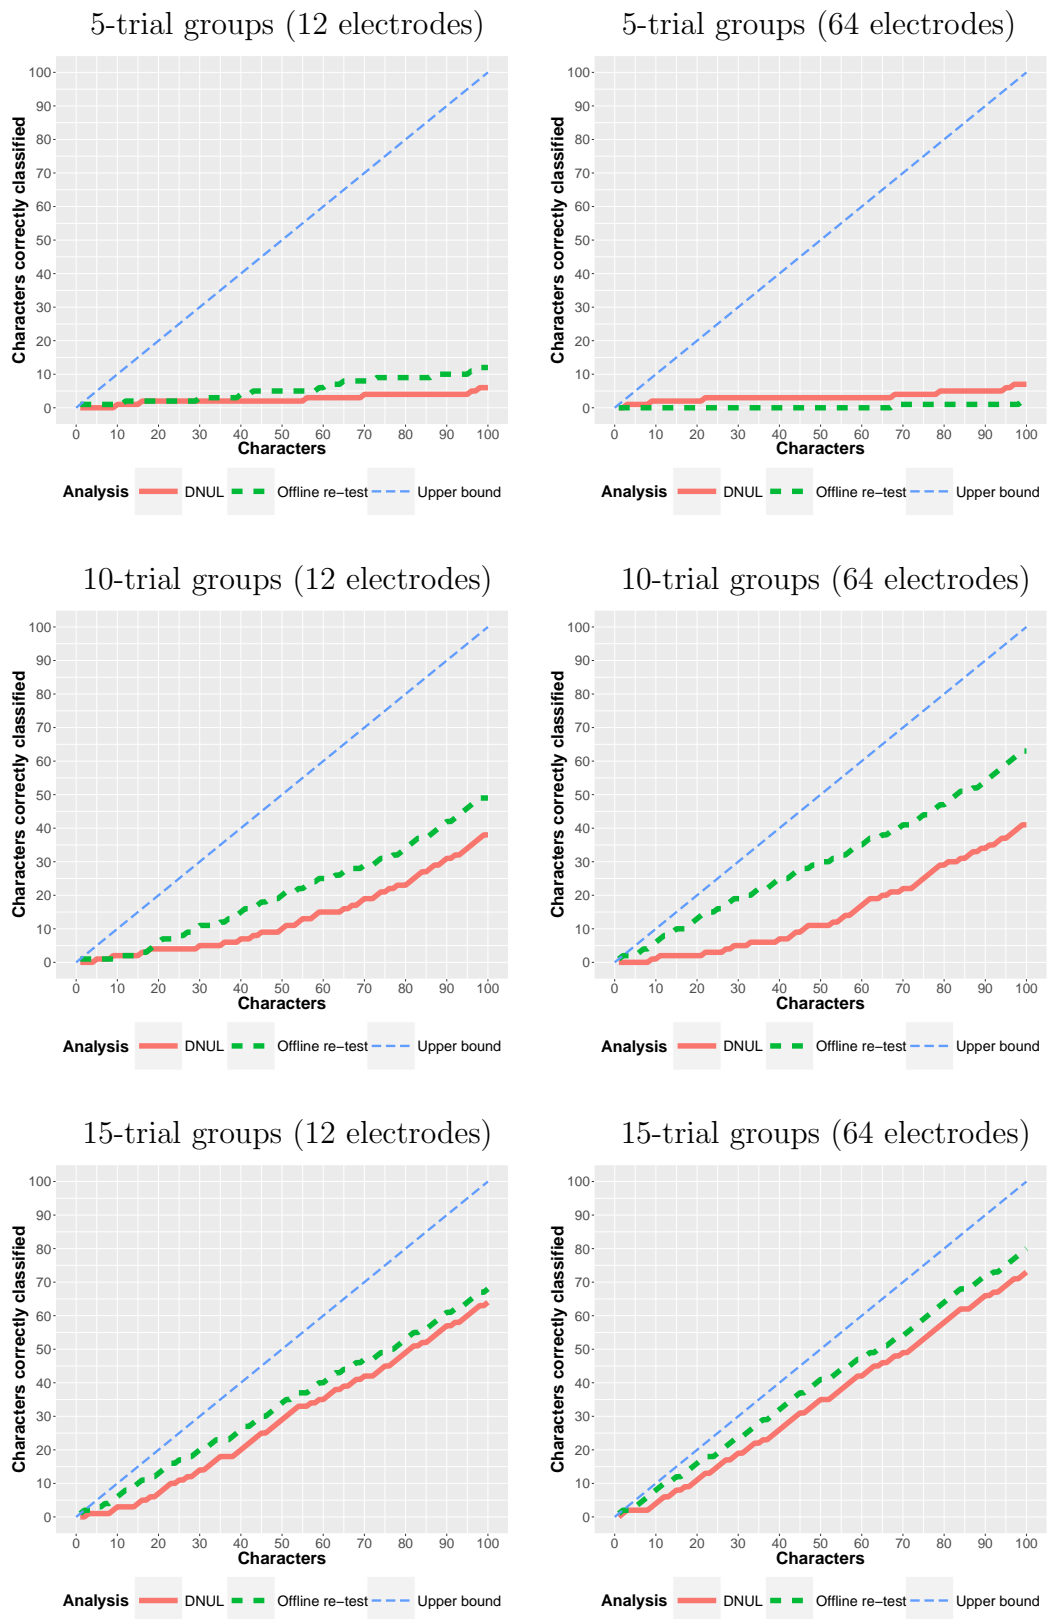 5-trial groups (12 electrodes)
Characters correctly classified
100
90
80
70
60
50
40
30
20
10
0
0 10 20 30 40 50 60 70 80 90 100
Characters
Analysis DNUL Offline re-test Upper bound
5-trial groups (64 electrodes)
Characters correctly classified
100
90
80
70
60
50
40
30
20
10
0
0 10 20 30 40 50 60 70 80 90 100
Characters
Analysis DNUL Offline re-test Upper bound
10-trial groups (12 electrodes)
Characters correctly classified
100
90
80
70
60
50
40
30
20
10
0
0 10 20 30 40 50 60 70 80 90 100
Characters
Analysis DNUL Offline re-test Upper bound
10-trial groups (64 electrodes)
Characters correctly classified
100
90
80
70
60
50
40
30
20
10
0
0 10 20 30 40 50 60 70 80 90 100
Characters
Analysis DNUL Offline re-test Upper bound
15-trial groups (12 electrodes)
Characters correctly classified
100
90
80
70
60
50
40
30
20
10
0
0 10 20 30 40 50 60 70 80 90 100
Characters
Analysis DNUL Offline re-test Upper bound
15-trial groups (64 electrodes)
Characters correctly classified
100
90
80
70
60
50
40
30
20
10
0
0 10 20 30 40 50 60 70 80 90 100
Characters
Analysis DNUL Offline re-test Upper bound